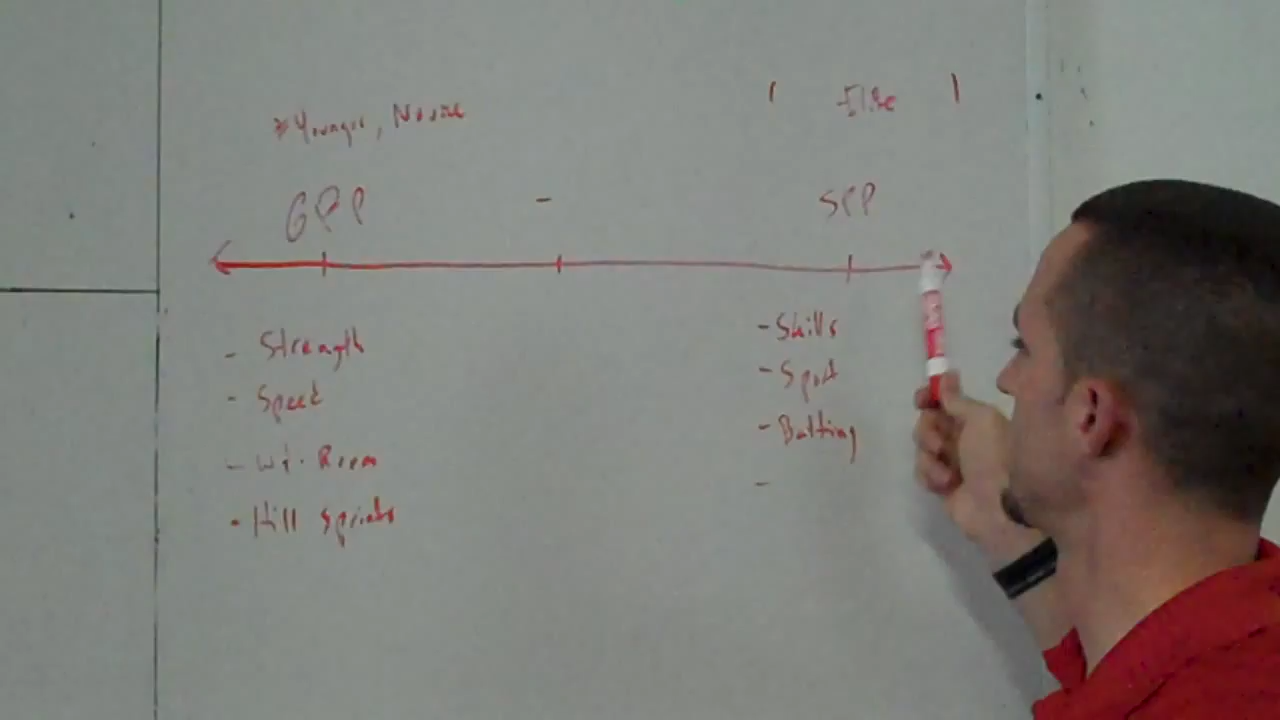 *Younger, Novice
Elite
GPP - SPP
- Strength
- Speed
- Wt. Room
- Hill Sprints
- Skills
- Sport
- Batting
-